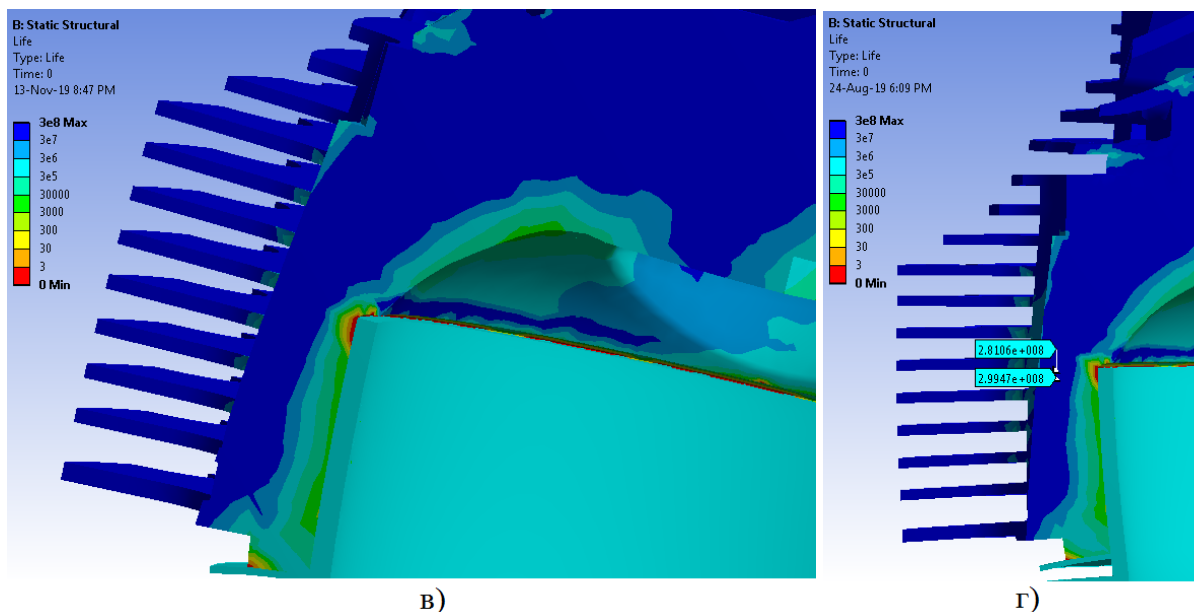 B: Static Structural
Life
Type: Life
Time: 0
13-Nov-19 8:47 PM
3e8 Max
3e7
3e6
3e5
30000
3000
300
30
3
0 Min
в)
B: Static Structural
Life
Type: Life
Time: 0
24-Aug-19 6:09 PM
3e8 Max
3e7
3e6
3e5
30000
3000
300
30
3
0 Min
2.8106e+008
2.9947e+008
г)